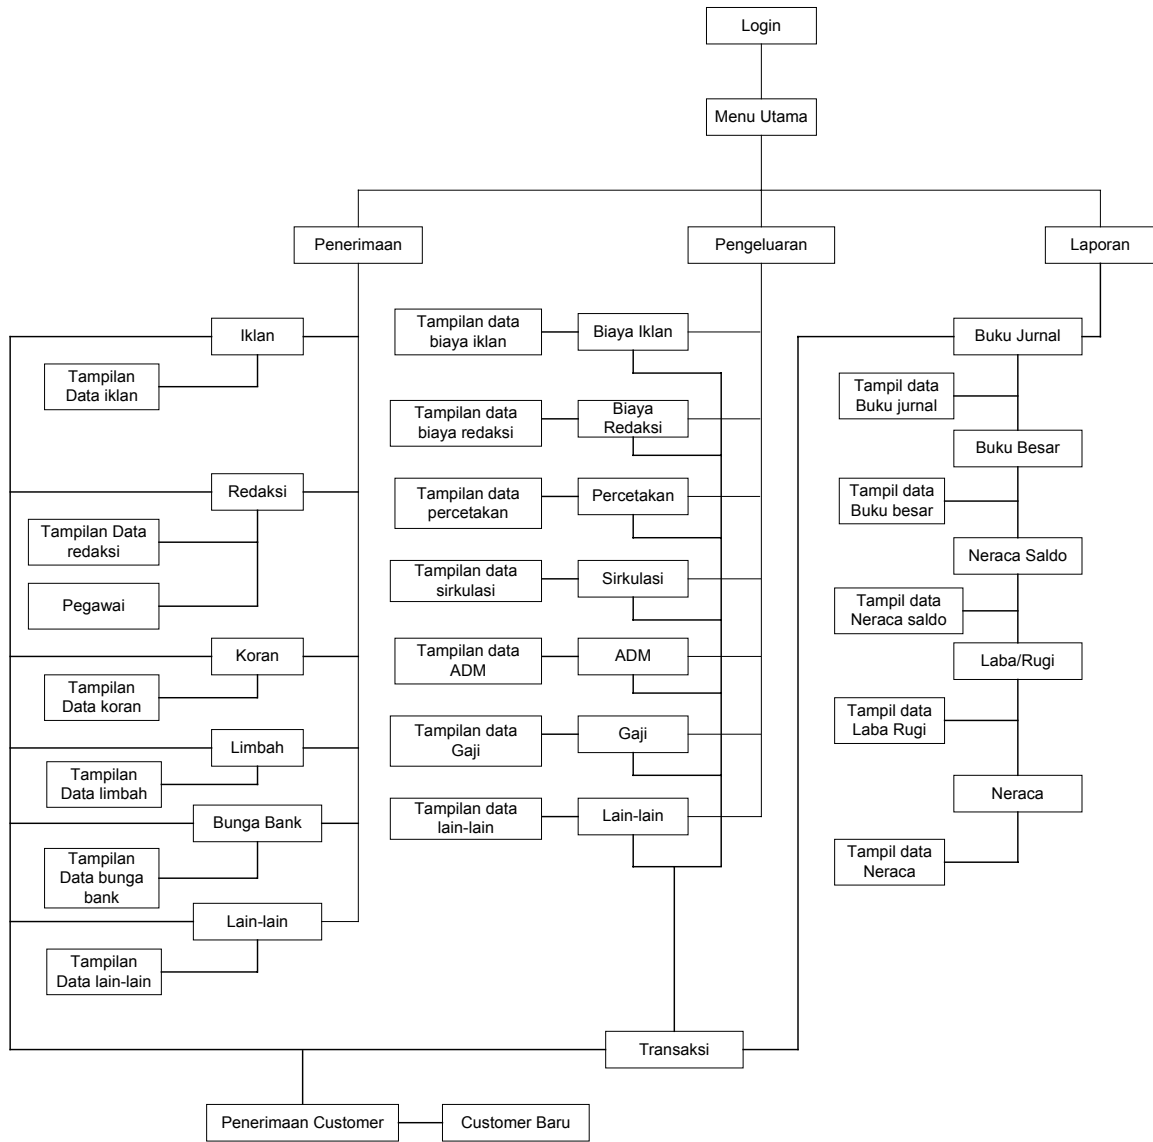 Login
Menu Utama
Penerimaan
Pengeluaran
Laporan
Iklan
Tampilan
Data iklan
Redaksi
Tampilan Data
redaksi
Pegawai
Koran
Tampilan
Data koran
Limbah
Tampilan
Data limbah
Bunga Bank
Tampilan
Data bunga
bank
Lain-lain
Tampilan
Data lain-lain
Tampilan data
biaya iklan
Biaya Iklan
Tampilan data
biaya redaksi
Biaya
Redaksi
Tampilan data
percetakan
Percetakan
Tampilan data
sirkulasi
Sirkulasi
Tampilan data
ADM
ADM
Tampilan data
Gaji
Gaji
Tampilan data
lain-lain
Lain-lain
Buku Jurnal
Tampil data
Buku jurnal
Buku Besar
Tampil data
Buku besar
Neraca Saldo
Tampil data
Neraca saldo
Laba/Rugi
Tampil data
Laba Rugi
Neraca
Tampil data
Neraca
Transaksi
Penerimaan Customer
Customer Baru